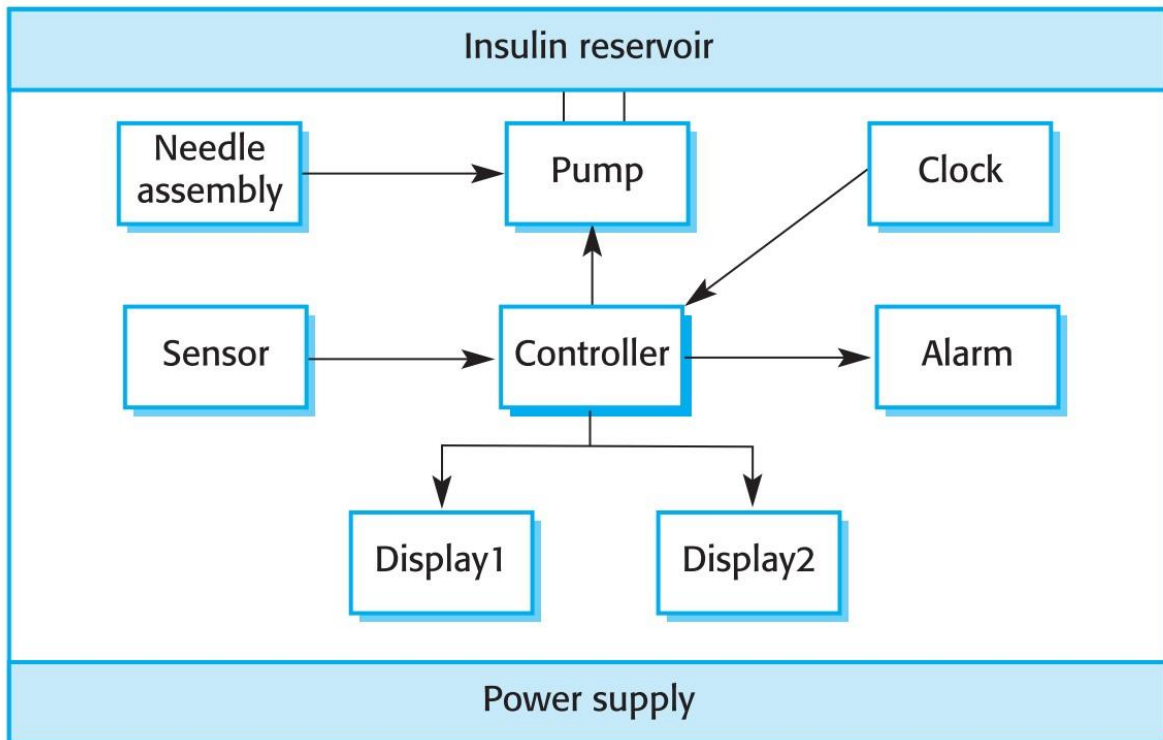 Insulin reservoir
Needle
assembly
Pump
Clock
Sensor
Controller
Alarm
Display1
Display2
Power supply